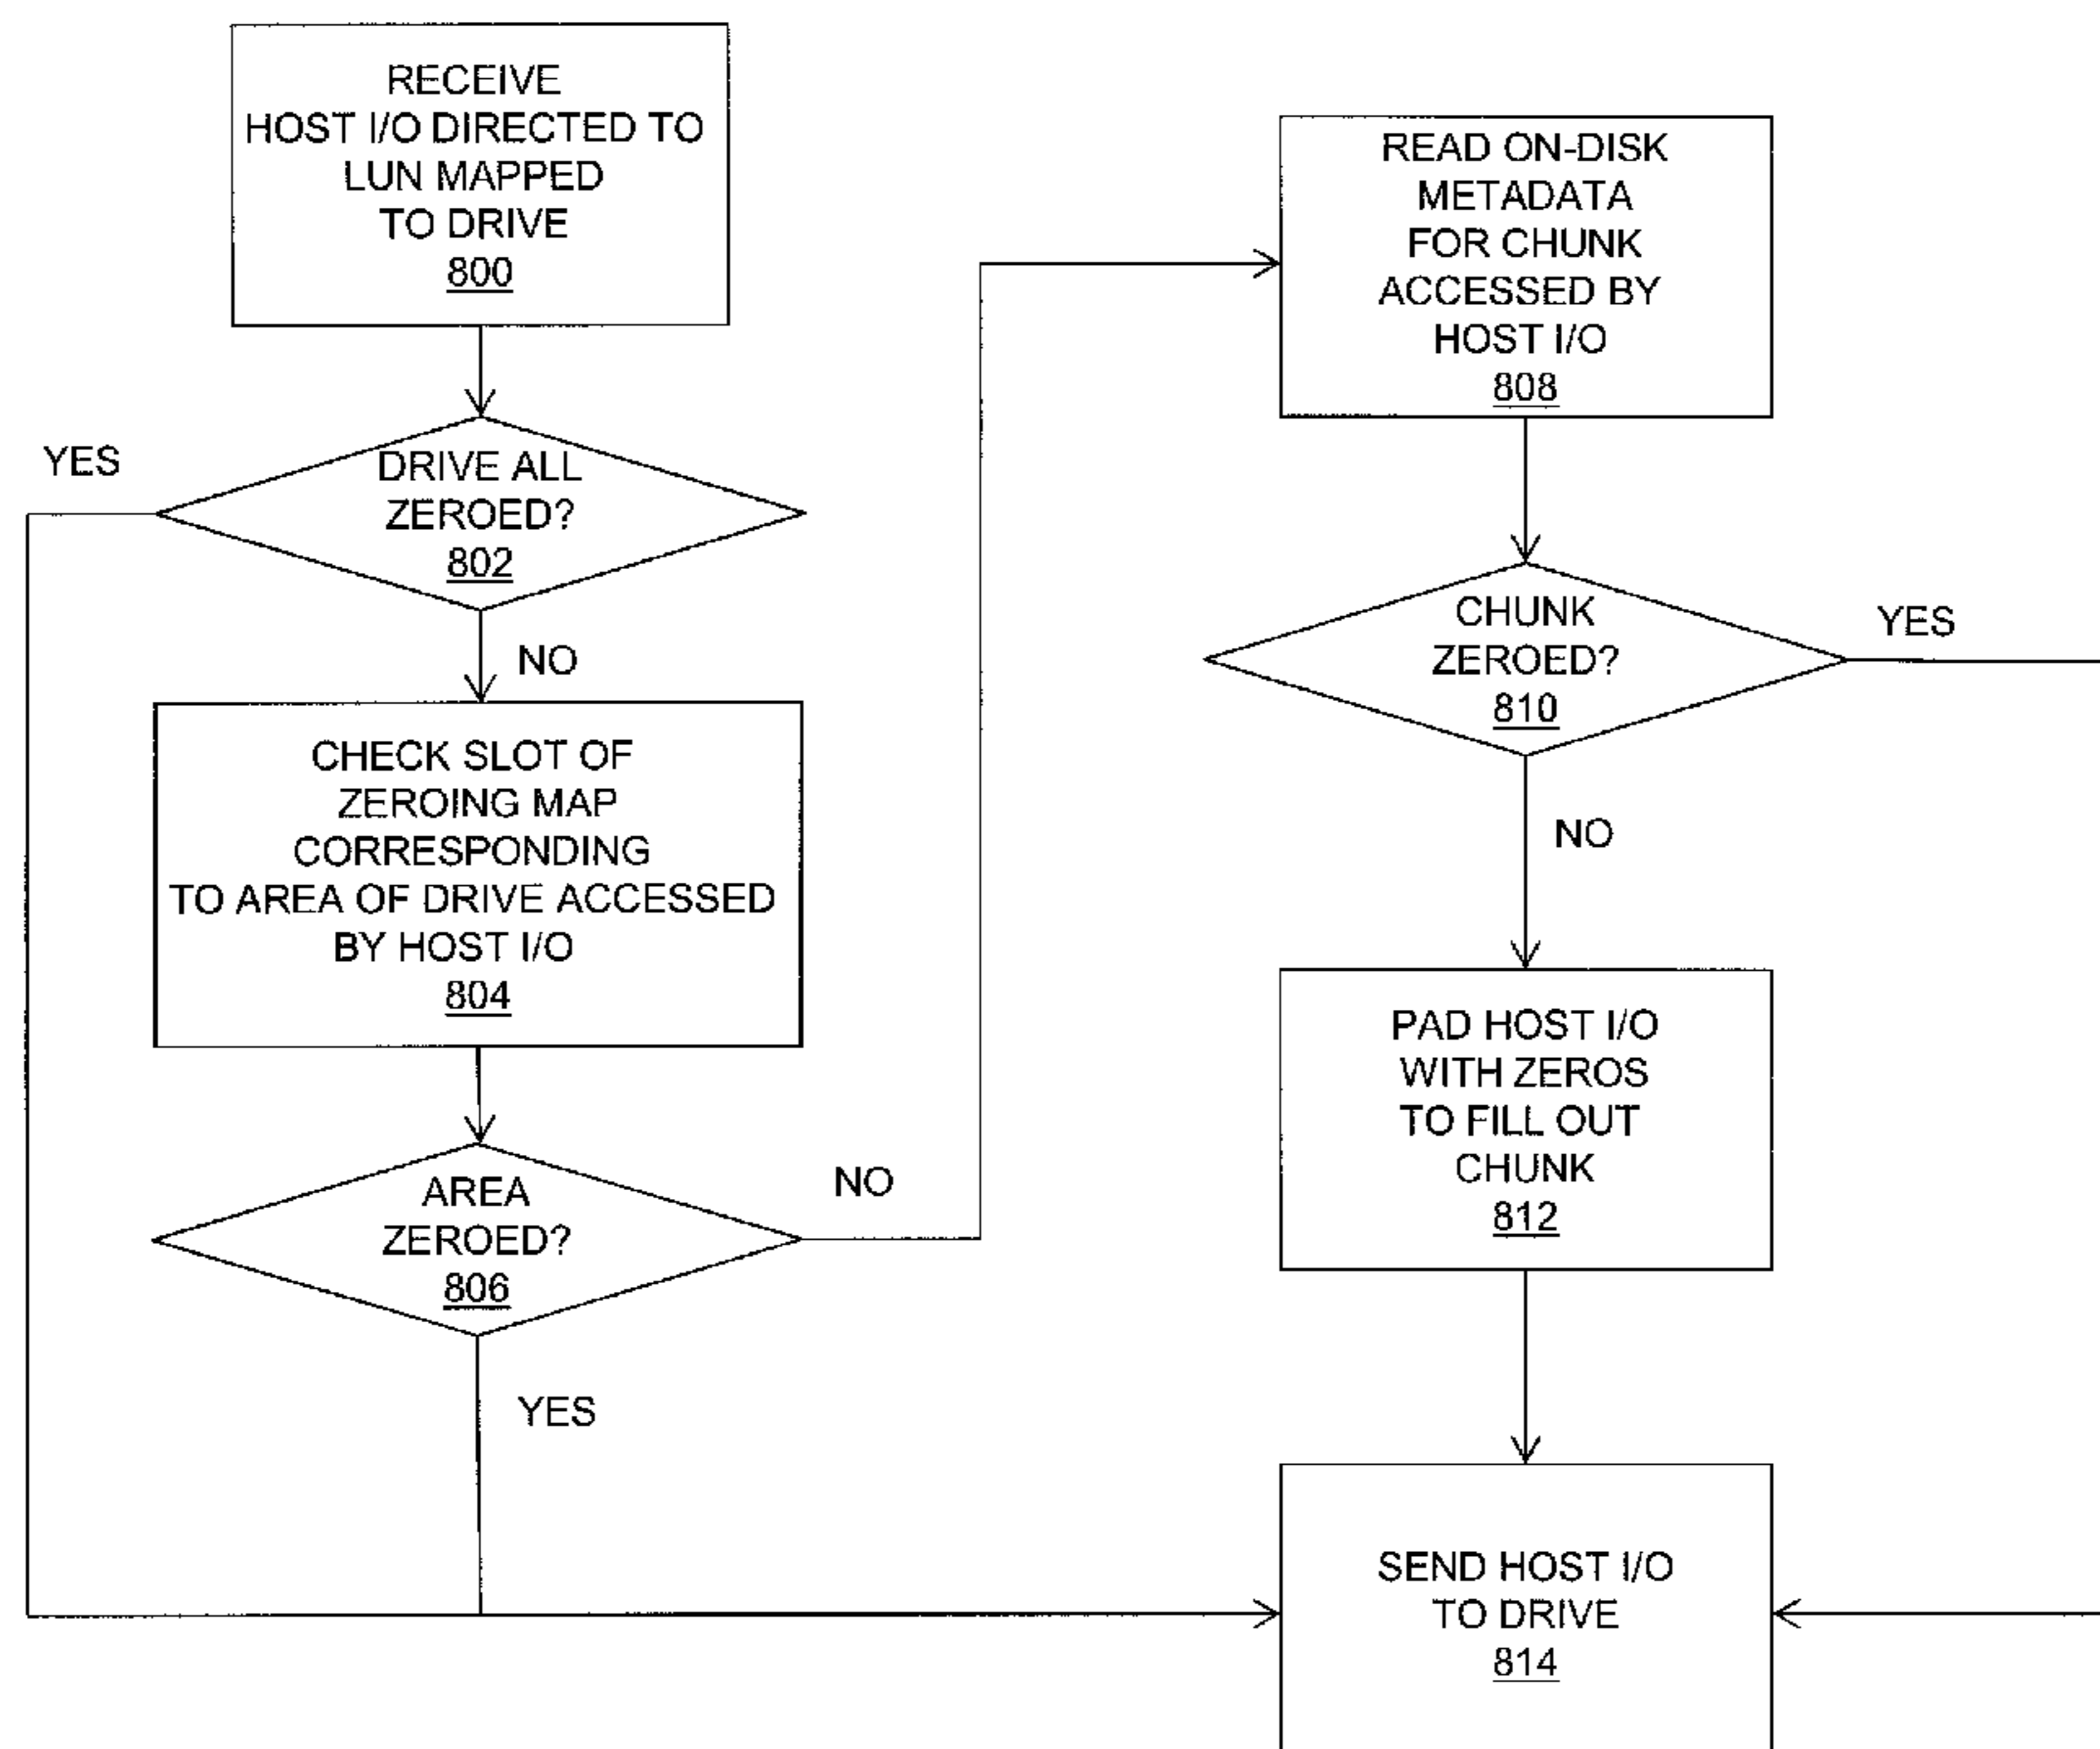 RECEIVE
HOST I/O DIRECTED TO
LUN MAPPED
TO DRIVE
800
YES
DRIVE ALL
ZEROED?
802
NO
CHECK SLOT OF
ZEROING MAP
CORRESPONDING
TO AREA OF DRIVE ACCESSED
BY HOST I/O
804
AREA
ZEROED?
806
NO
YES
READ ON-DISK
METADATA
FOR CHUNK
ACCESSED BY
HOST I/O
808
CHUNK
ZEROED?
810
YES
NO
PAD HOST I/O
WITH ZEROS
TO FILL OUT
CHUNK
812
SEND HOST I/O
TO DRIVE
814